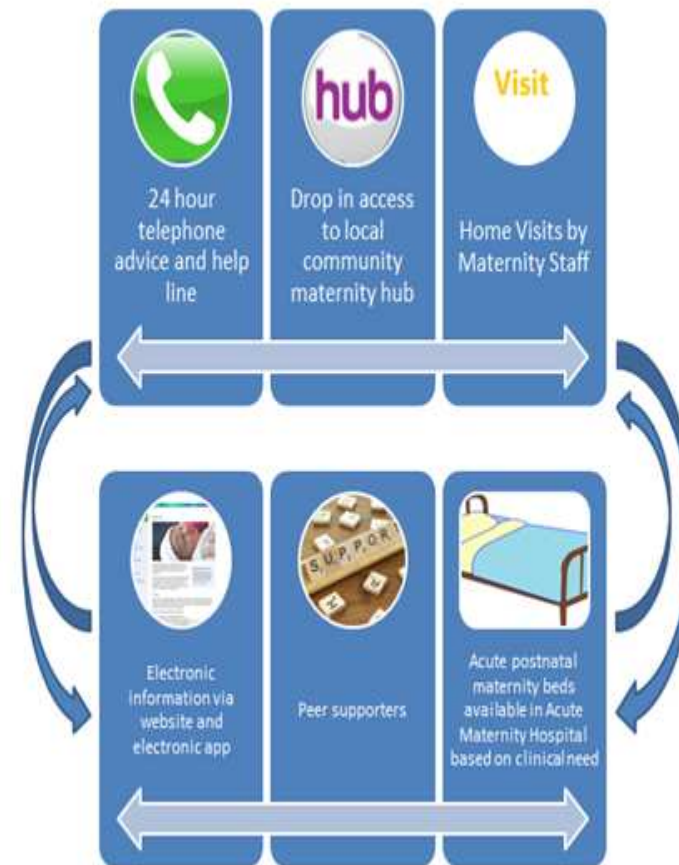 hub
Visit
24 hour
telephone
advice and help
line
Drop in access
to local
community
maternity hub
Home Visits by
Maternity Staff
SUPPORT
Electronic
information via
website and
electronic app
Peer supporters
Acute postnatal
maternity beds
available in Acute
Maternity Hospital
based on clinical need